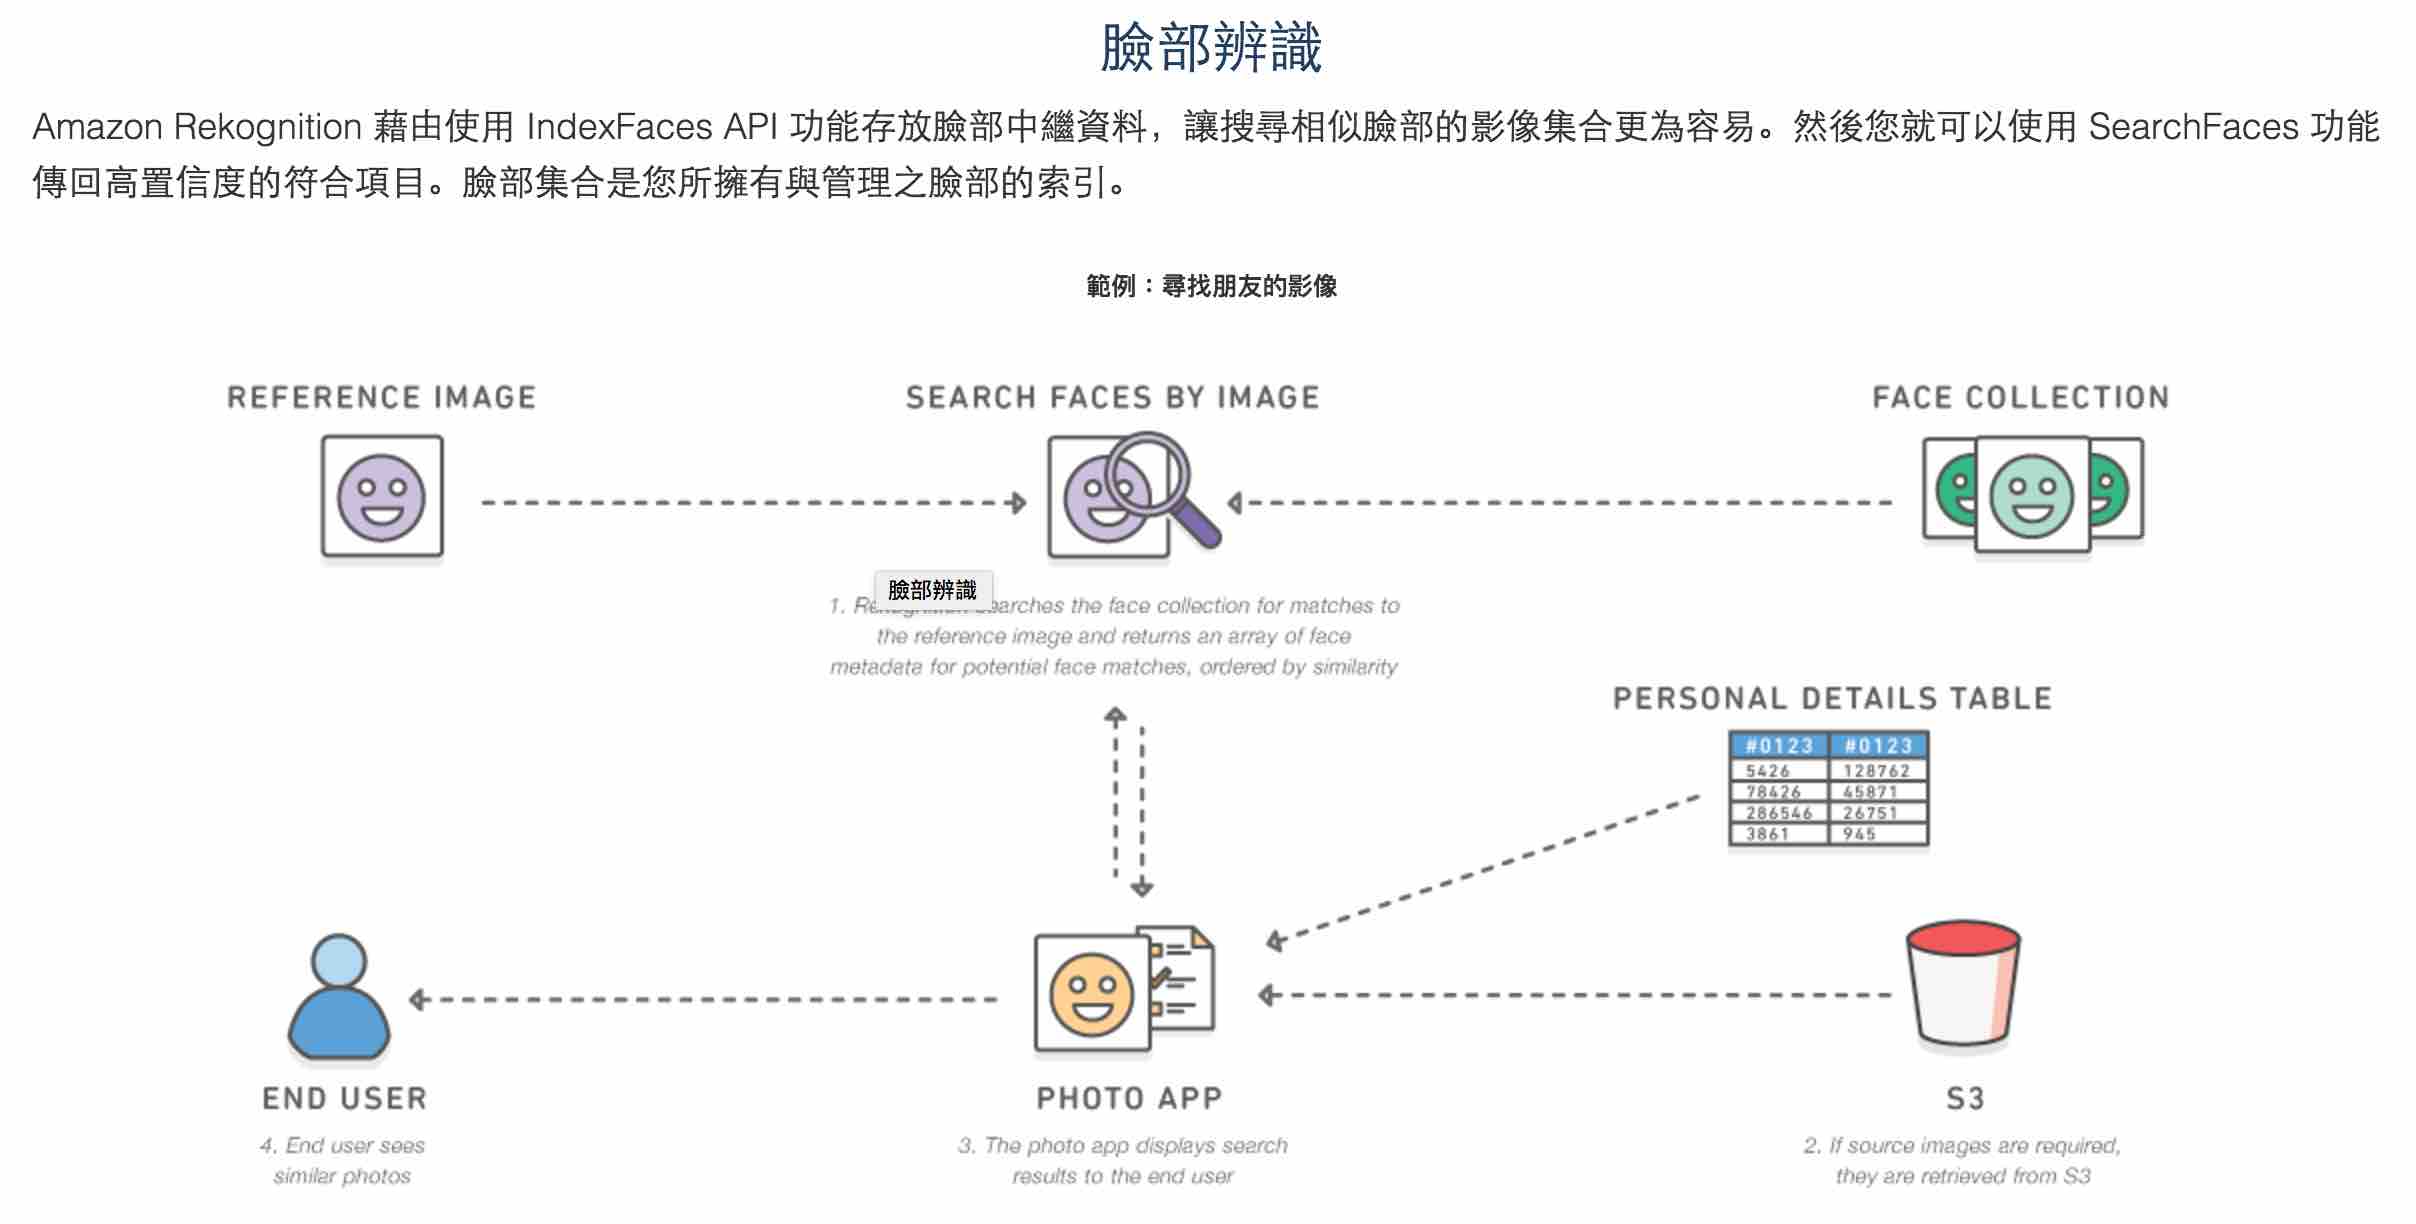 臉部辨識
Amazon Rekognition 藉由使用 IndexFaces API 功能存放臉部中繼資料，讓搜尋相似臉部的影像集合更為容易。然後您就可以使用 SearchFaces 功能
傳回高置信度的符合項目。臉部集合是您所擁有與管理之臉部的索引。
範例：尋找朋友的影像
REFERENCE IMAGE
SEARCH FACES BY IMAGE
FACE COLLECTION
臉部辨識
1. searches the face collection for matches to
the reference image and returns an array of face
metadata for potential face matches, ordered by similarity
PERSONAL DETAILS TABLE
#0123 #0123
5426 128762
78426 45871
286546 26751
3861 945
END USER
4. End user sees
similar photos
PHOTO APP
3. The photo app displays search
results to the end user
S3
2. If source images are required,
they are retrieved from S3